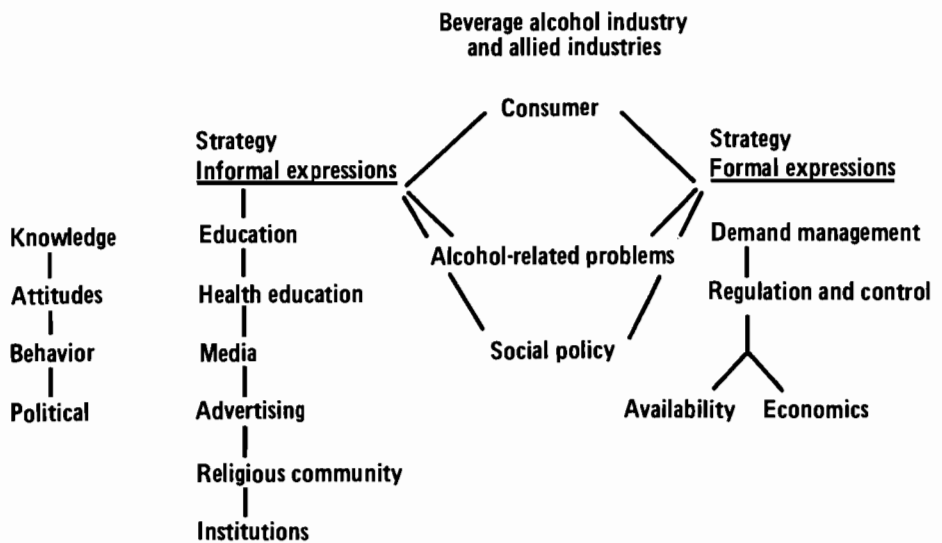 Beverage alcohol industry
and allied industries
Consumer
Strategy
Informal expressions
Strategy
Formal expressions
Knowledge
Attitudes
Behavior
Political
Education
Health education
Media
Advertising
Religious community
Institutions
Alcohol-related problems
Social policy
Demand management
Regulation and control
Availability
Economics